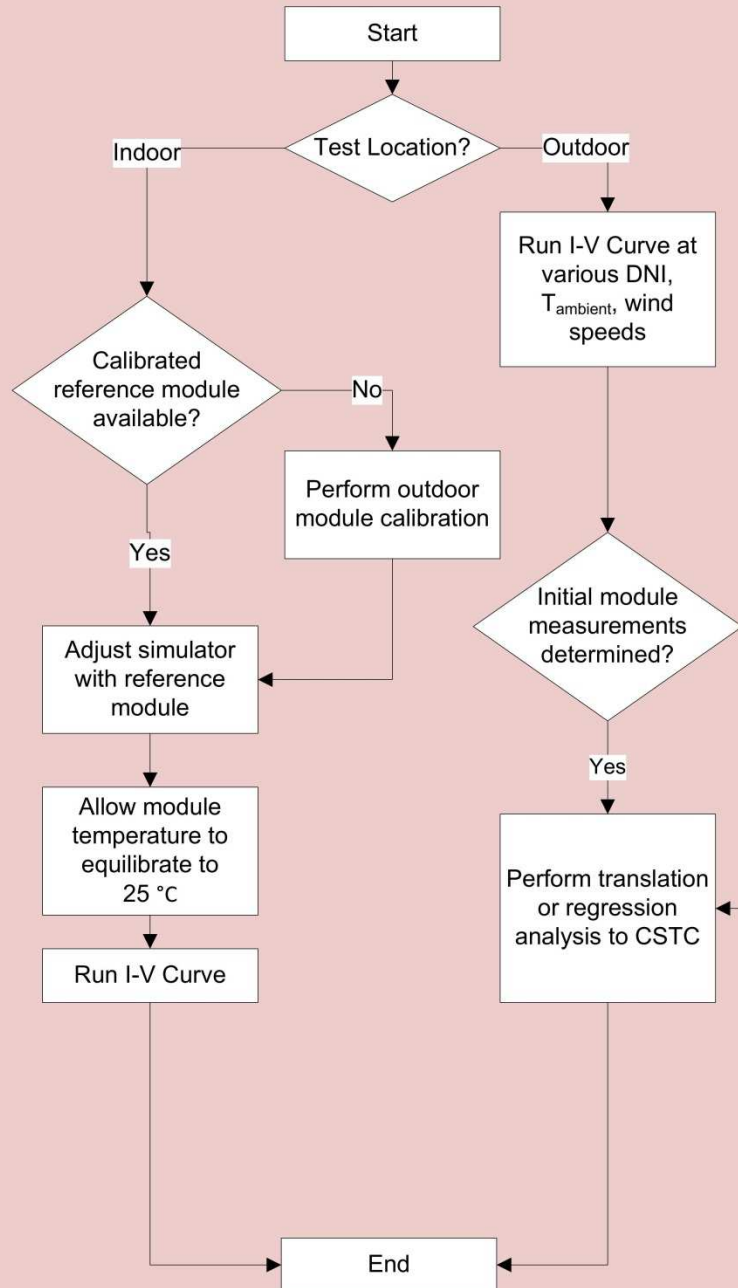 Start
Test Location?
Indoor
Outdoor
Run I-V Curve at
various DNI,
Tambient, wind
speeds
Calibrated
reference module
available?
No
Perform outdoor
module calibration
Yes
Initial module
measurements
determined?
Adjust simulator
with reference
module
Yes
Allow module
temperature to
equilibrate to
25 °C
Perform translation
or regression
analysis to CSTC
Run I-V Curve
End